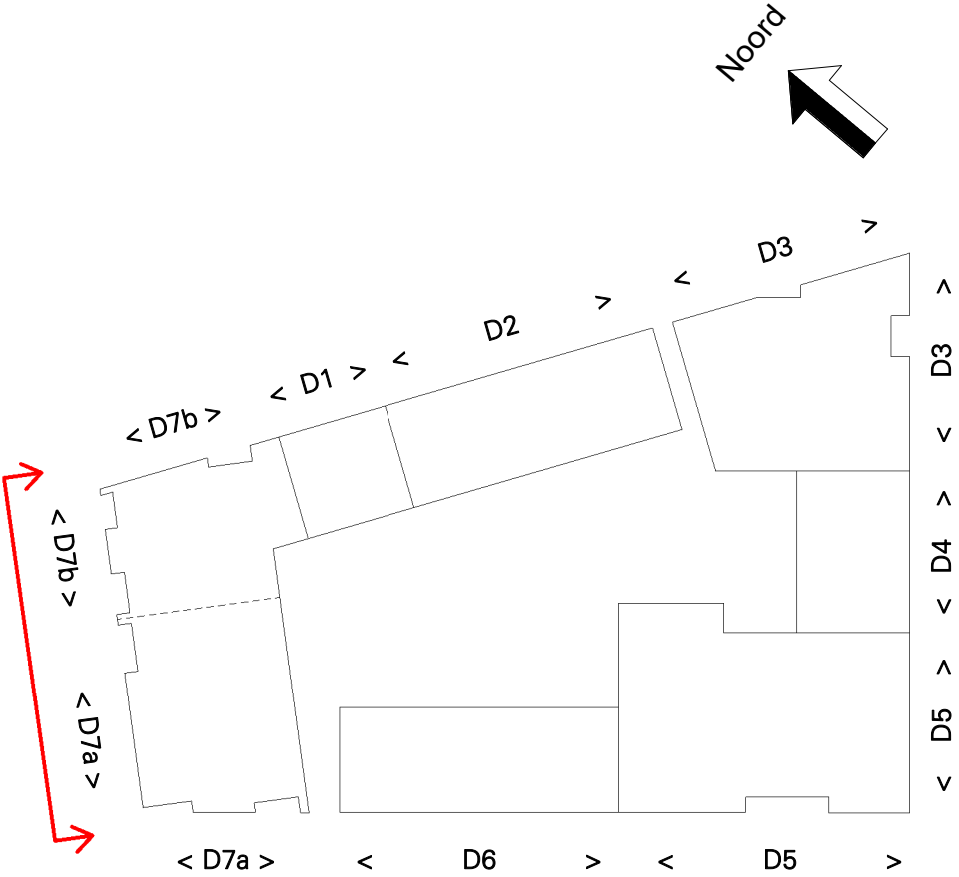 Noord
< D3 >
< D2 >
< D1 >
< D7b >
< D3 >
< D7b >
< D4 >
< D7a >
< D5 >
< D7a >
< D6 >
< D5 >